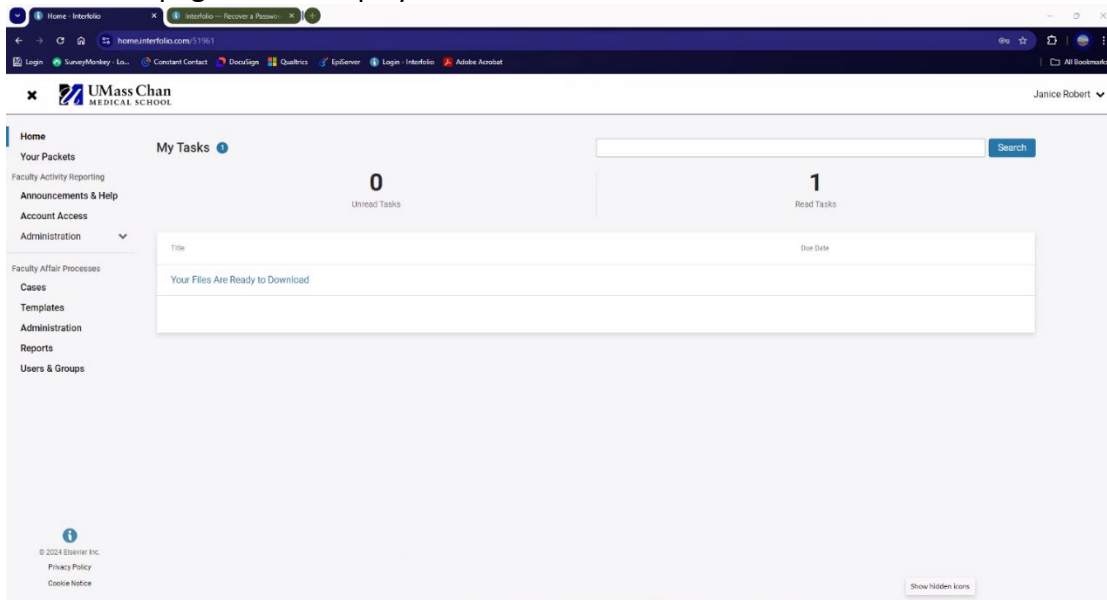 Home - Interfolio
Interfolio — Recover a Passwo
home.interfolio.com/51961
Login SurveyMonkey - Lo... Constant Contact DocuSign Qualtrics EpiServer Login - Interfolio Adobe Acrobat
All Bookmarks
UMass Chan
MEDICAL SCHOOL
Janice Robert
Home
Your Packets
Faculty Activity Reporting
Announcements & Help
Account Access
Administration
Faculty Affair Processes
Cases
Templates
Administration
Reports
Users & Groups
My Tasks 1
Search
0
Unread Tasks
1
Read Tasks
Title Due Date
Your Files Are Ready to Download
© 2024 Elsevier Inc.
Privacy Policy
Cookie Notice
Show hidden icons